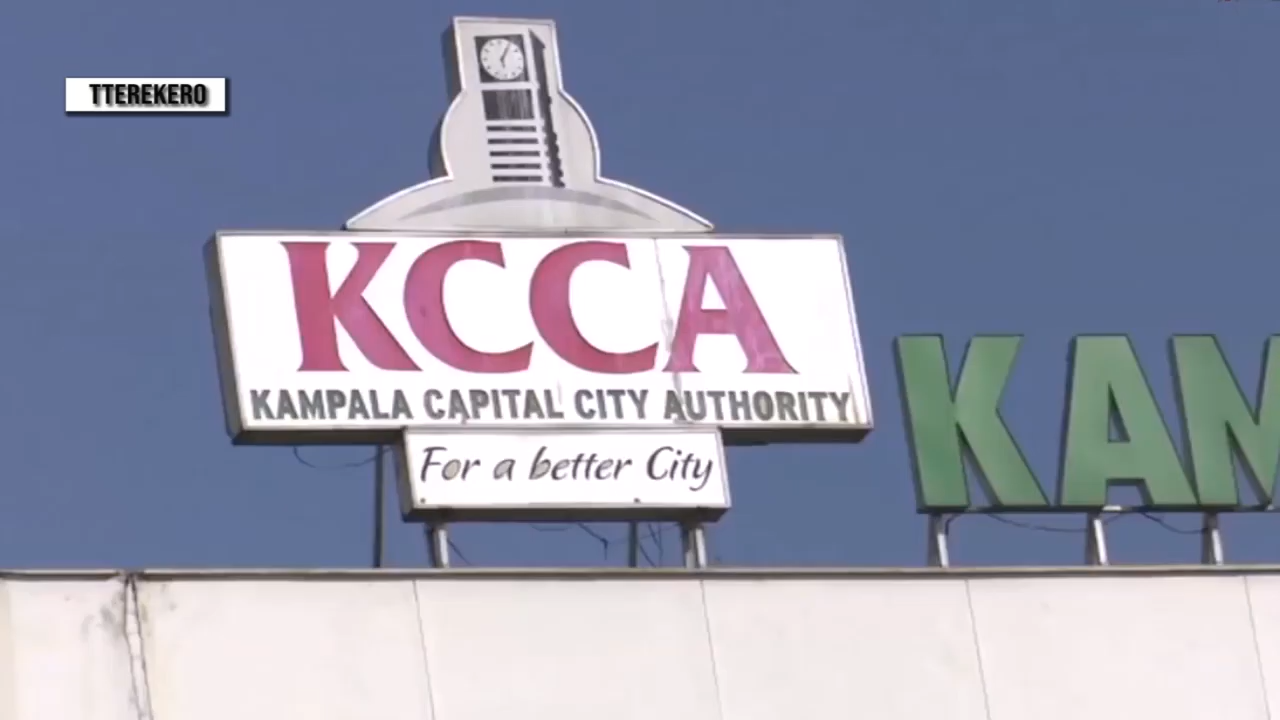 TTEREKERO
KCCA
KAMPALA CAPITAL CITY AUTHORITY
For a better City
KAM